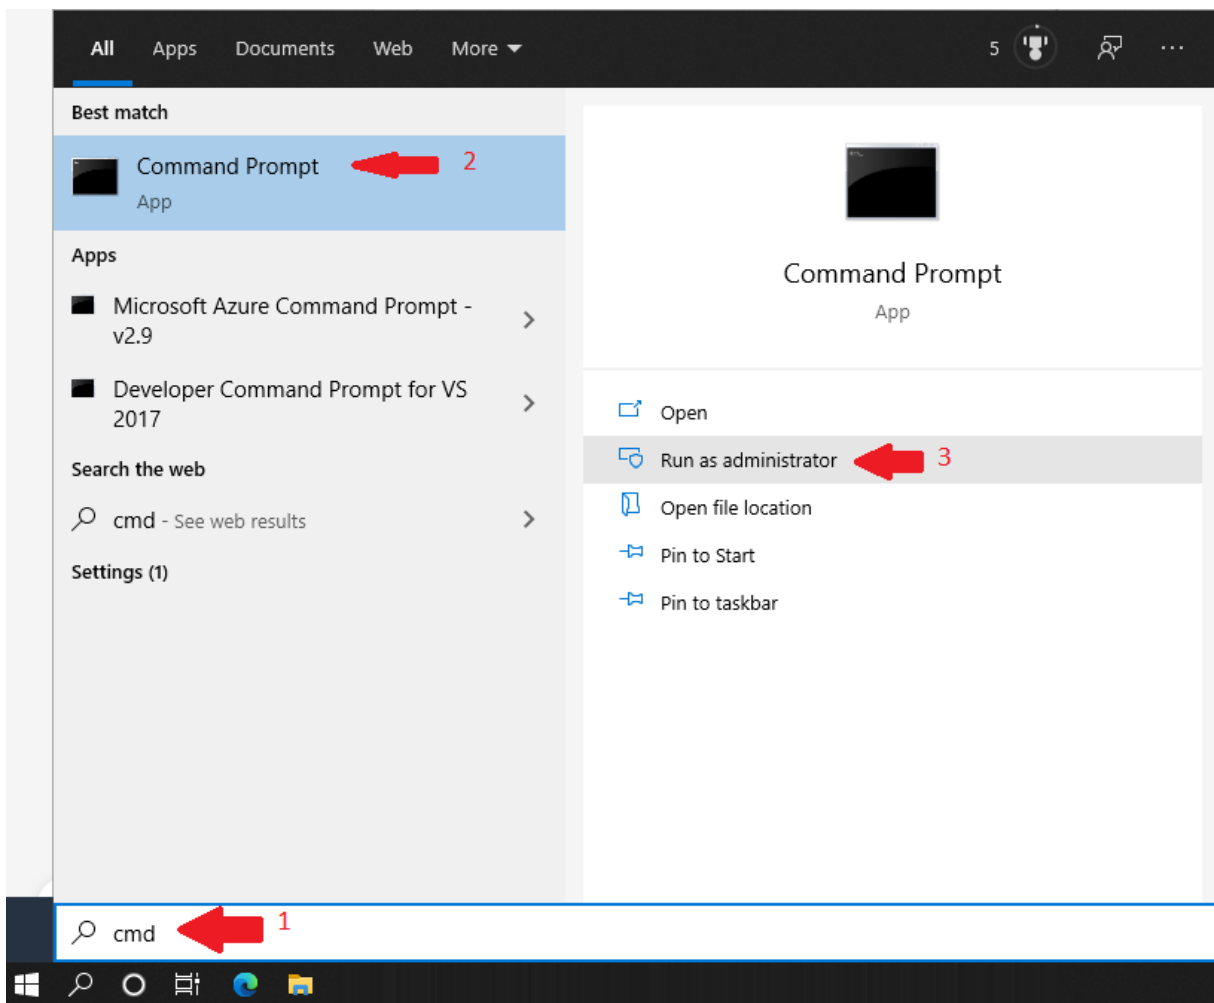 All Apps Documents Web More 5 ...
Best match
Command Prompt 2
App
Apps
Microsoft Azure Command Prompt -
v2.9
Developer Command Prompt for VS
2017
Search the web
cmd - See web results
Settings (1)
Command Prompt
App
Open
Run as administrator 3
Open file location
Pin to Start
Pin to taskbar
cmd 1